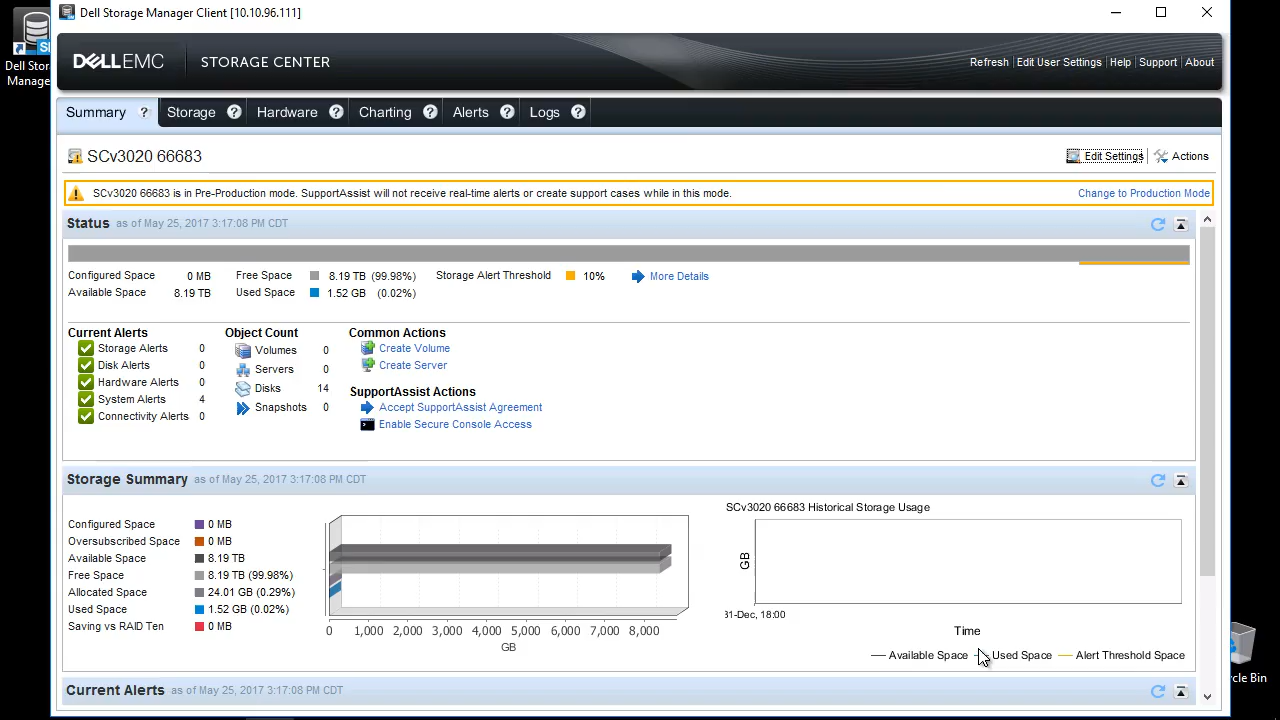 Dell Storage Manager Client [10.10.96.111]
Dell Stor
Manage
DELLEMC STORAGE CENTER
Refresh Edit User Settings Help Support About
Summary ? Storage ? Hardware ? Charting ? Alerts ? Logs ?
SCv3020 66683
Edit Settings Actions
SCv3020 66683 is in Pre-Production mode. SupportAssist will not receive real-time alerts or create support cases while in this mode. Change to Production Mode
Status as of May 25, 2017 3:17:08 PM CDT
Configured Space 0 MB Free Space 8.19 TB (99.98%) Storage Alert Threshold 10% More Details
Available Space 8.19 TB Used Space 1.52 GB (0.02%)
Current Alerts
Storage Alerts 0
Disk Alerts 0
Hardware Alerts 0
System Alerts 4
Connectivity Alerts 0
Object Count
Volumes 0
Servers 0
Disks 14
Snapshots 0
Common Actions
Create Volume
Create Server
SupportAssist Actions
Accept SupportAssist Agreement
Enable Secure Console Access
Storage Summary as of May 25, 2017 3:17:08 PM CDT
Configured Space 0 MB
Oversubscribed Space 0 MB
Available Space 8.19 TB
Free Space 8.19 TB (99.98%)
Allocated Space 24.01 GB (0.29%)
Used Space 1.52 GB (0.02%)
Saving vs RAID Ten 0 MB
0 1,000 2,000 3,000 4,000 5,000 6,000 7,000 8,000
GB
SCv3020 66683 Historical Storage Usage
GB
31-Dec, 18:00
Time
Available Space Used Space Alert Threshold Space
Current Alerts as of May 25, 2017 3:17:08 PM CDT
cle Bin